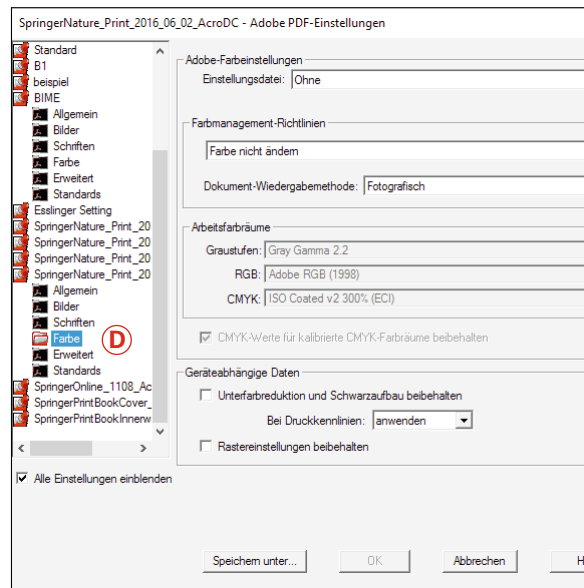 SpringerNature_Print_2016_06_02_AcroDC - Adobe PDF-Einstellungen
Standard
B1
beispiel
BIME
Allgemein
Bilder
Schriften
Farbe
Erweitert
Standards
Esslinger Setting
SpringerNature_Print_20
SpringerNature_Print_20
SpringerNature_Print_20
SpringerNature_Print_20
Allgemein
Bilder
Schriften
Farbe
D
Erweitert
Standards
SpringerOnline_1108_Ac
SpringerPrintBookCover_
SpringerPrintBookInnerw
Alle Einstellungen einblenden
Adobe-Farbeinstellungen
Einstellungsdatei: Ohne
Farbmanagement-Richtlinien
Farbe nicht ändern
Dokument-Wiedergabemethode: Fotografisch
Arbeitsfarbräume
Graustufen: Gray Gamma 2.2
RGB: Adobe RGB (1998)
CMYK: ISO Coated v2 300% (ECI)
CMYK-Werte für kalibrierte CMYK-Farbräume beibehalten
Geräteabhängige Daten
Unterfarbreduktion und Schwarzaufbau beibehalten
Bei Druckkennlinien: anwenden
Rastereinstellungen beibehalten
Speichern unter... OK Abbrechen H